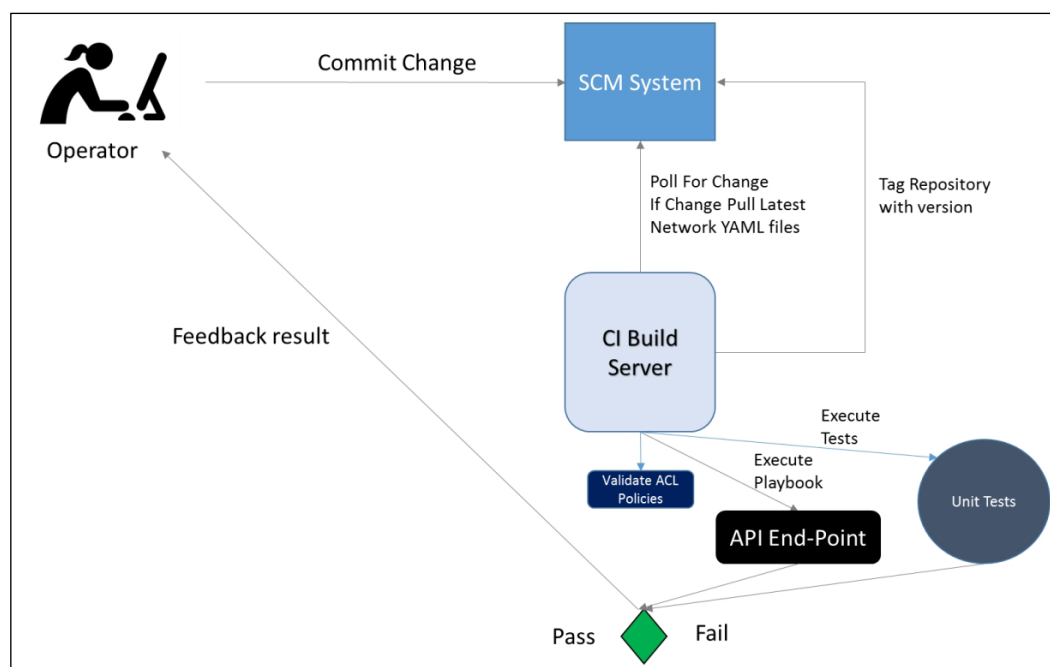 Commit Change
SCM System
Operator
Poll For Change
If Change Pull Latest
Network YAML files
Tag Repository
with version
Feedback result
CI Build
Server
Execute
Tests
Execute
Playbook
Validate ACL
Policies
Unit Tests
API End-Point
Pass
Fail